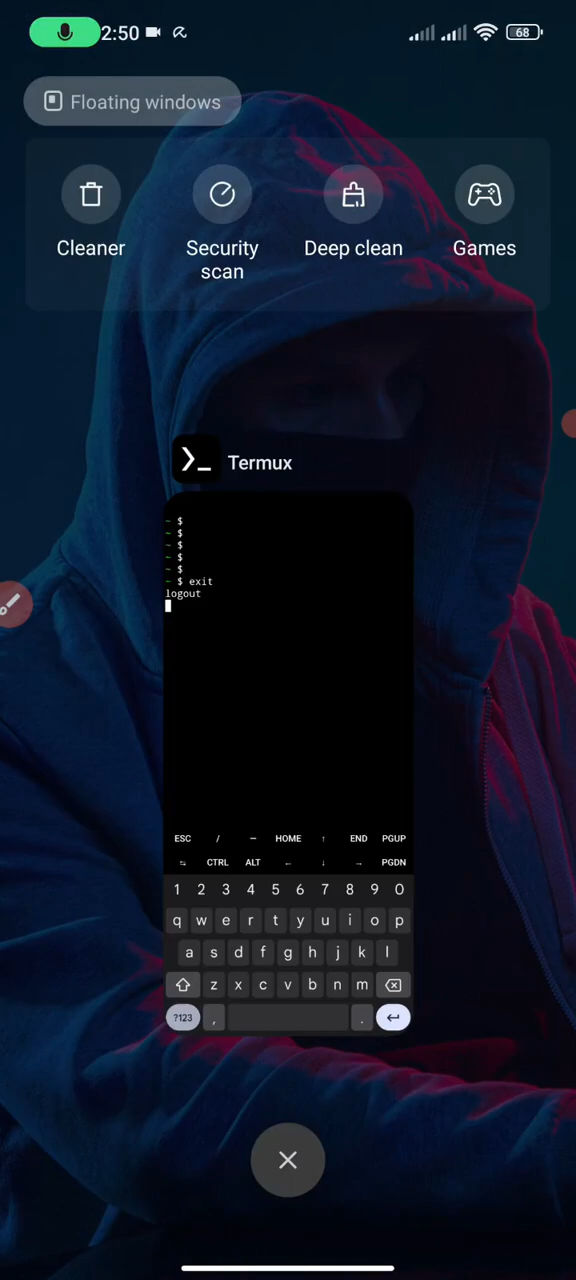 2:50 68
Floating windows
Cleaner Security scan Deep clean Games
Termux
~ $
~ $
~ $
~ $
~ $
~ $ exit
logout
ESC / — HOME ↑ END PGUP
⇆ CTRL ALT ← ↓ → PGDN
1 2 3 4 5 6 7 8 9 0
q w e r t y u i o p
a s d f g h j k l
z x c v b n m
?123 , .